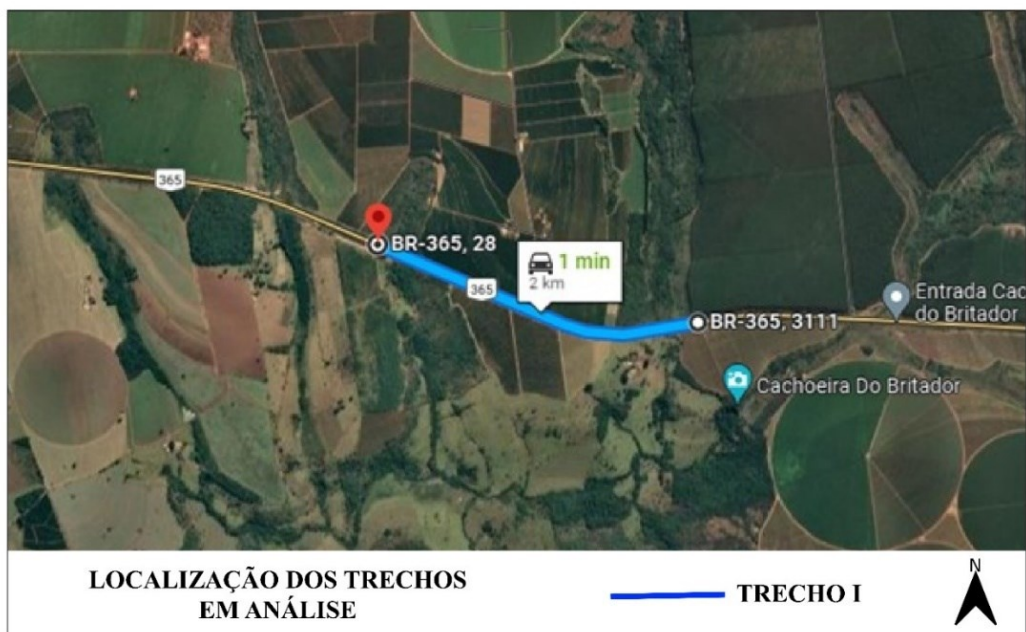 365
BR-365, 28
1 min
2 km
365
BR-365, 3111
Entrada Cac
do Britador
Cachoeira Do Britador
LOCALIZAÇÃO DOS TRECHOS
EM ANÁLISE
TRECHO I
N